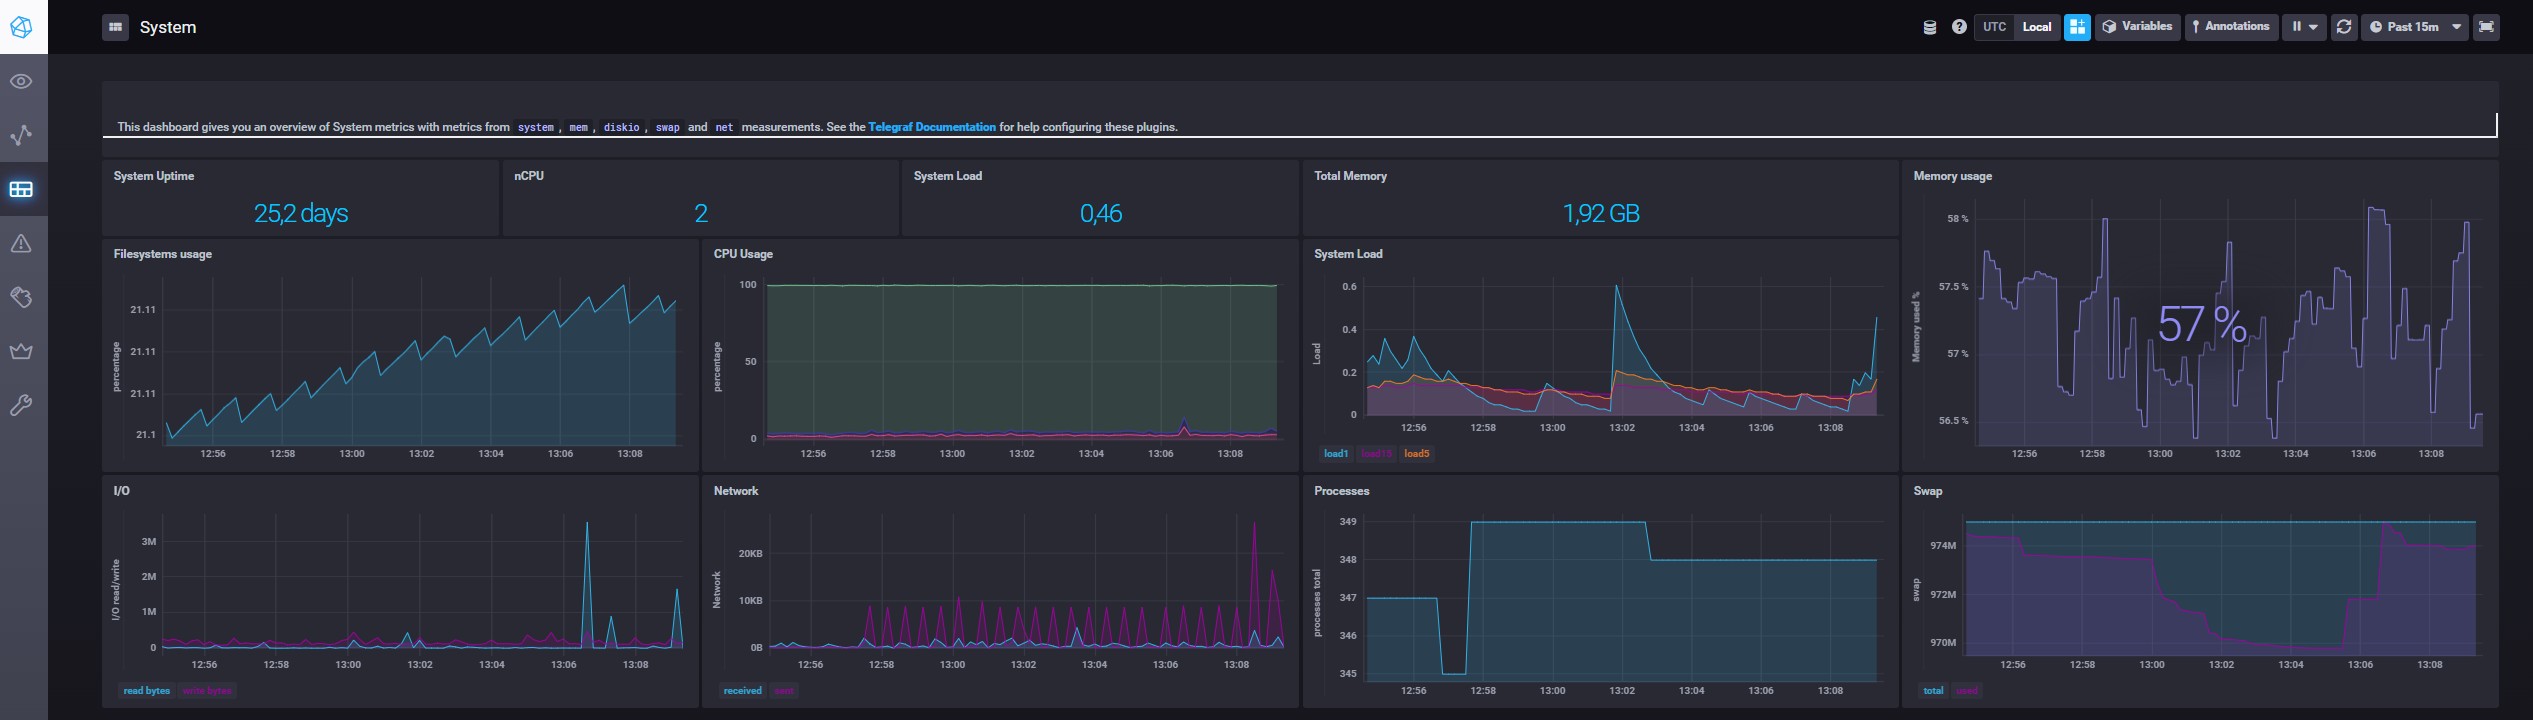 System
UTC Local Variables Annotations Past 15m
This dashboard gives you an overview of System metrics with metrics from system, mem, diskio, swap and net measurements. See the Telegraf Documentation for help configuring these plugins.
System Uptime
25,2 days
nCPU
2
System Load
0,46
Total Memory
1,92 GB
Memory usage
58 %
57.5 %
57 %
56.5 %
Memory used %
57 %
12:56 12:58 13:00 13:02 13:04 13:06 13:08
Filesystems usage
21.11
21.11
21.11
21.1
percentage
12:56 12:58 13:00 13:02 13:04 13:06 13:08
CPU Usage
100
50
0
percentage
12:56 12:58 13:00 13:02 13:04 13:06 13:08
System Load
0.6
0.4
0.2
0
Load
12:56 12:58 13:00 13:02 13:04 13:06 13:08
load1 load15 load5
I/O
3M
2M
1M
0
I/O read/write
12:56 12:58 13:00 13:02 13:04 13:06 13:08
read bytes write bytes
Network
20KB
10KB
0B
Network
12:56 12:58 13:00 13:02 13:04 13:06 13:08
received sent
Processes
349
348
347
346
345
processes total
12:56 12:58 13:00 13:02 13:04 13:06 13:08
Swap
974M
972M
970M
swap
12:56 12:58 13:00 13:02 13:04 13:06 13:08
total used